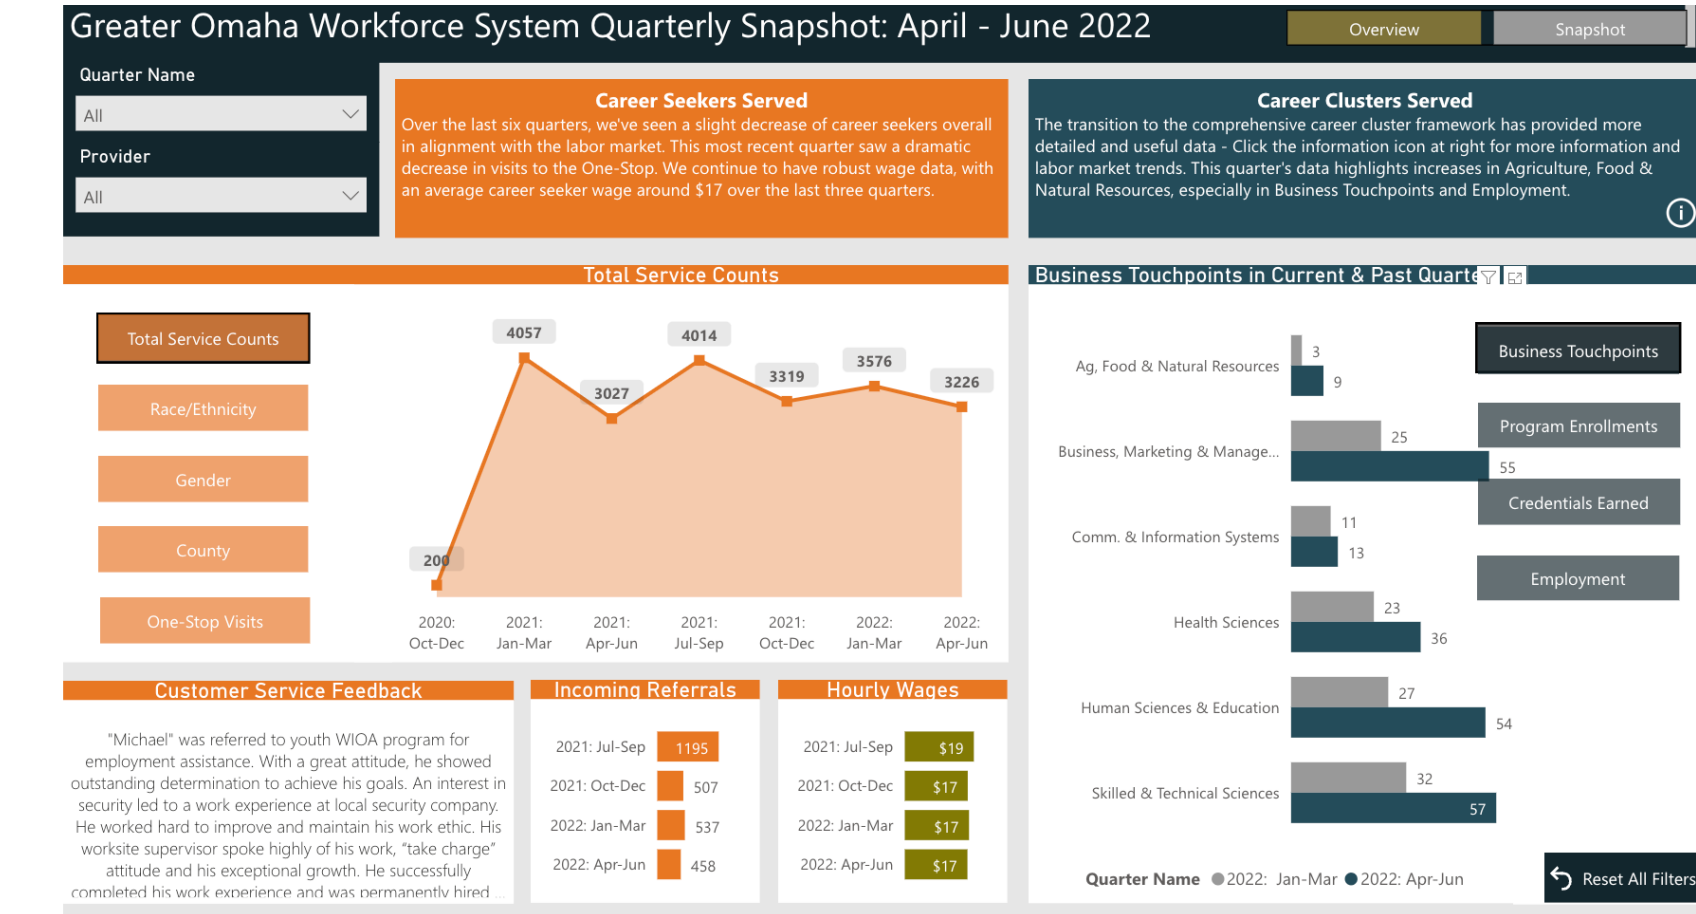 Greater Omaha Workforce System Quarterly Snapshot: April - June 2022
Overview
Snapshot
Quarter Name
All
Provider
All
Career Seekers Served
Over the last six quarters, we've seen a slight decrease of career seekers overall
in alignment with the labor market. This most recent quarter saw a dramatic
decrease in visits to the One-Stop. We continue to have robust wage data, with
an average career seeker wage around $17 over the last three quarters.
Career Clusters Served
The transition to the comprehensive career cluster framework has provided more
detailed and useful data - Click the information icon at right for more information and
labor market trends. This quarter's data highlights increases in Agriculture, Food &
Natural Resources, especially in Business Touchpoints and Employment.
Total Service Counts
Total Service Counts
Race/Ethnicity
Gender
County
One-Stop Visits
4057
4014
3576
3319
3226
3027
200
2020:
Oct-Dec
2021:
Jan-Mar
2021:
Apr-Jun
2021:
Jul-Sep
2021:
Oct-Dec
2022:
Jan-Mar
2022:
Apr-Jun
Business Touchpoints in Current & Past Quarte
Ag, Food & Natural Resources
3
9
Business, Marketing & Manage...
25
55
Comm. & Information Systems
11
13
Health Sciences
23
36
Human Sciences & Education
27
54
Skilled & Technical Sciences
32
57
Quarter Name 2022: Jan-Mar 2022: Apr-Jun
Business Touchpoints
Program Enrollments
Credentials Earned
Employment
Reset All Filters
Customer Service Feedback
"Michael" was referred to youth WIOA program for
employment assistance. With a great attitude, he showed
outstanding determination to achieve his goals. An interest in
security led to a work experience at local security company.
He worked hard to improve and maintain his work ethic. His
worksite supervisor spoke highly of his work, “take charge”
attitude and his exceptional growth. He successfully
completed his work experience and was permanently hired ...
Incoming Referrals
2021: Jul-Sep 1195
2021: Oct-Dec 507
2022: Jan-Mar 537
2022: Apr-Jun 458
Hourly Wages
2021: Jul-Sep $19
2021: Oct-Dec $17
2022: Jan-Mar $17
2022: Apr-Jun $17